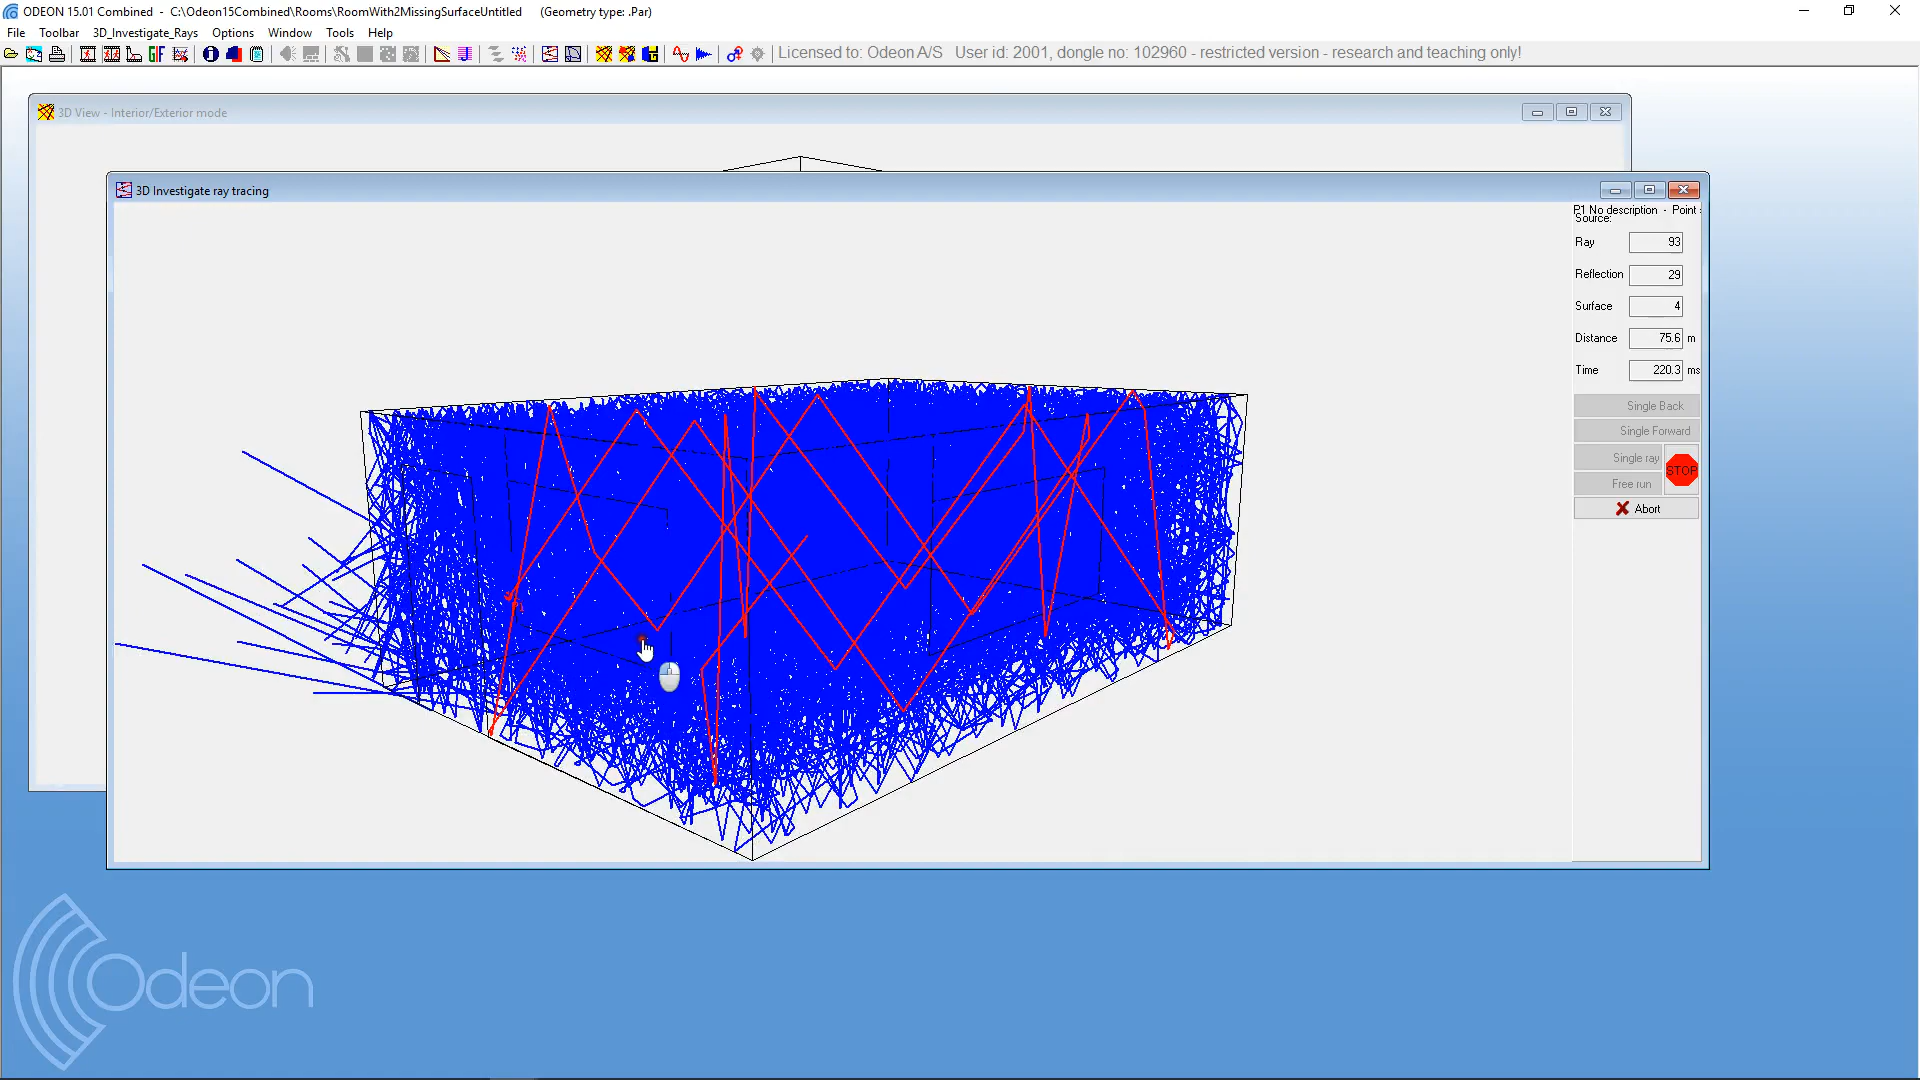 ODEON 15.01 Combined - C:\Odeon15Combined\Rooms\RoomWith2MissingSurfaceUntitled (Geometry type: .Par)
File Toolbar 3D_Investigate_Rays Options Window Tools Help
GIF Licensed to: Odeon A/S User id: 2001, dongle no: 102960 - restricted version - research and teaching only!
3D View - Interior/Exterior mode
3D Investigate ray tracing
P1 No description - Point
Source:
Ray 93
Reflection 29
Surface 4
Distance 75.6 m
Time 220.3 ms
Single Back
Single Forward
Single ray
STOP
Free run
Abort
Odeon